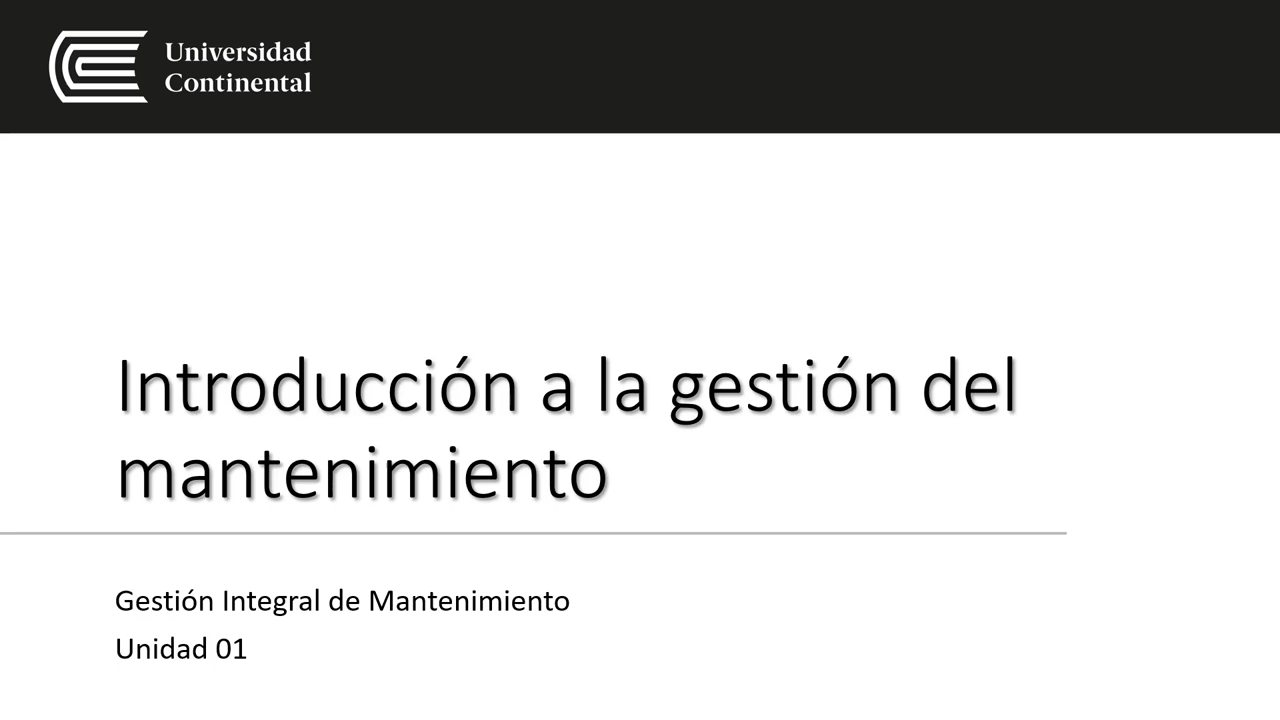 Universidad
Continental
Introducción a la gestión del
mantenimiento
Gestión Integral de Mantenimiento
Unidad 01